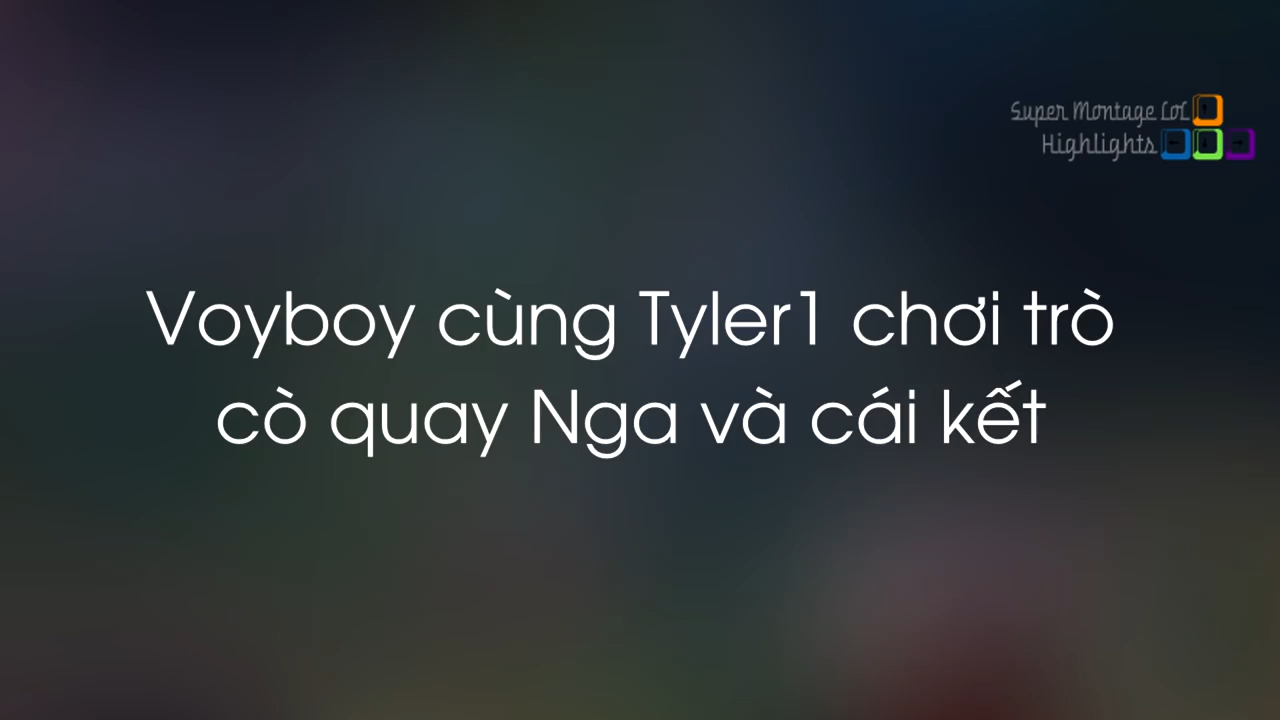 Super Montage LoL
Highlights
Voyboy cùng Tyler1 chơi trò
cò quay Nga và cái kết